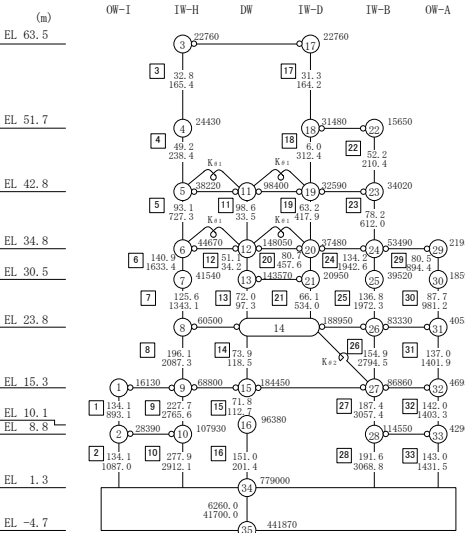 OW-I IW-H DW IW-D IW-B OW-A
(m)
EL 63.5
3 22760 17 22760
3 32.8 17 31.3
165.4 164.2
EL 51.7
4 24430 18 31480 22 15650
4 49.2 18 6.0 22 52.2
238.4 312.4 210.4
Kθ1 Kθ1
EL 42.8
5 38220 11 98400 19 32590 23 34020
5 93.1 11 98.6 19 63.2 23 78.2
727.3 33.5 417.9 612.0
Kθ1 Kθ1
EL 34.8
6 44670 12 148050 20 37480 24 53490 29 219
6 140.9 12 51.1 20 80.7 24 134.2 29 80.5
1633.4 34.2 457.6 1942.6 894.4
EL 30.5
7 41540 13 143570 21 20950 25 39520 30 185
7 125.6 13 72.0 21 66.1 25 136.8 30 87.7
1343.1 97.3 534.0 1972.3 981.2
EL 23.8
8 60500 14 188950 26 83330 31 405
8 196.1 14 73.9 26 154.9 31 137.0
2087.3 118.5 2794.5 1401.9
Kθ2
EL 15.3
1 16130 9 68800 15 184450 27 86860 32 469
1 134.1 9 227.7 15 71.8 27 187.4 32 142.0
893.1 2765.6 112.7 3057.4 1403.3
EL 10.1
16 96380
EL 8.8
2 28390 10 107930 28 114550 33 429
2 134.1 10 277.9 16 151.0 28 191.6 33 143.0
1087.0 2912.1 201.4 3068.8 1431.5
EL 1.3
34 779000
6260.0
41700.0
EL -4.7
35 441870